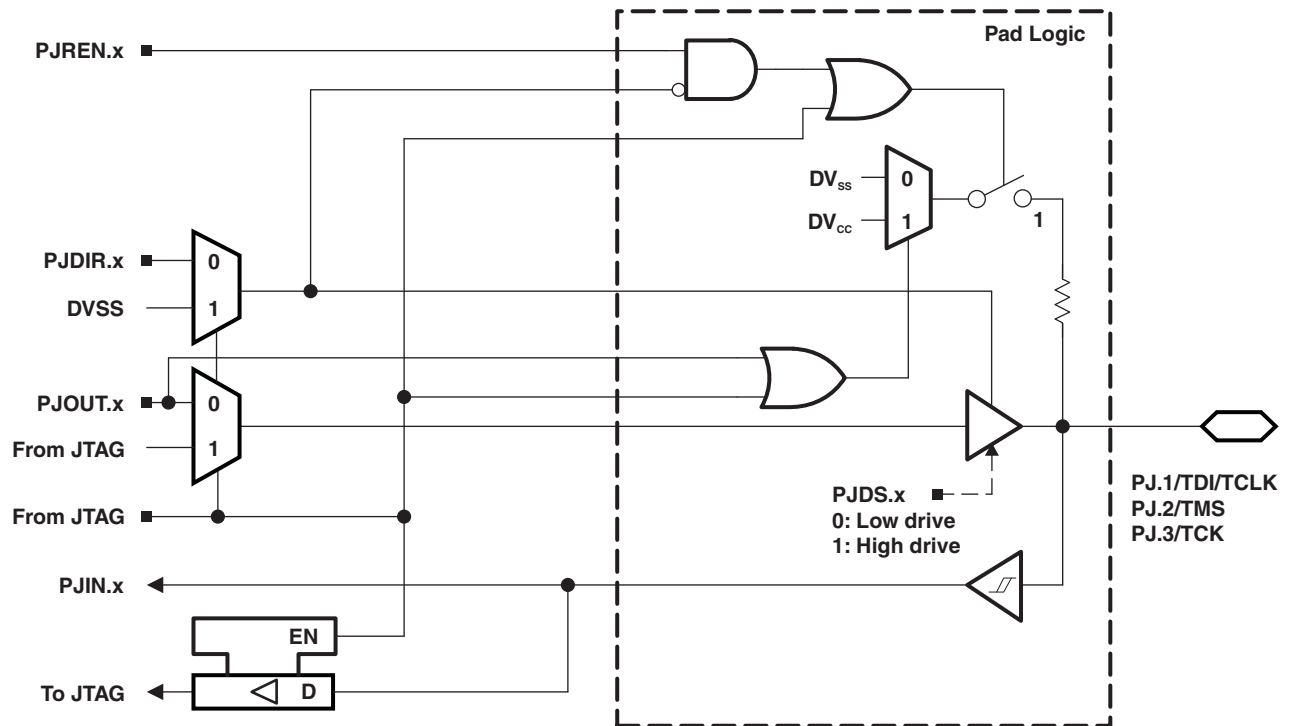 Pad Logic
PJREN.x
DVss
0
DVcc
1
1
PJDIR.x
0
DVSS
1
PJOUT.x
0
From JTAG
1
From JTAG
PJDS.x
0: Low drive
1: High drive
PJ.1/TDI/TCLK
PJ.2/TMS
PJ.3/TCK
PJIN.x
EN
To JTAG
D